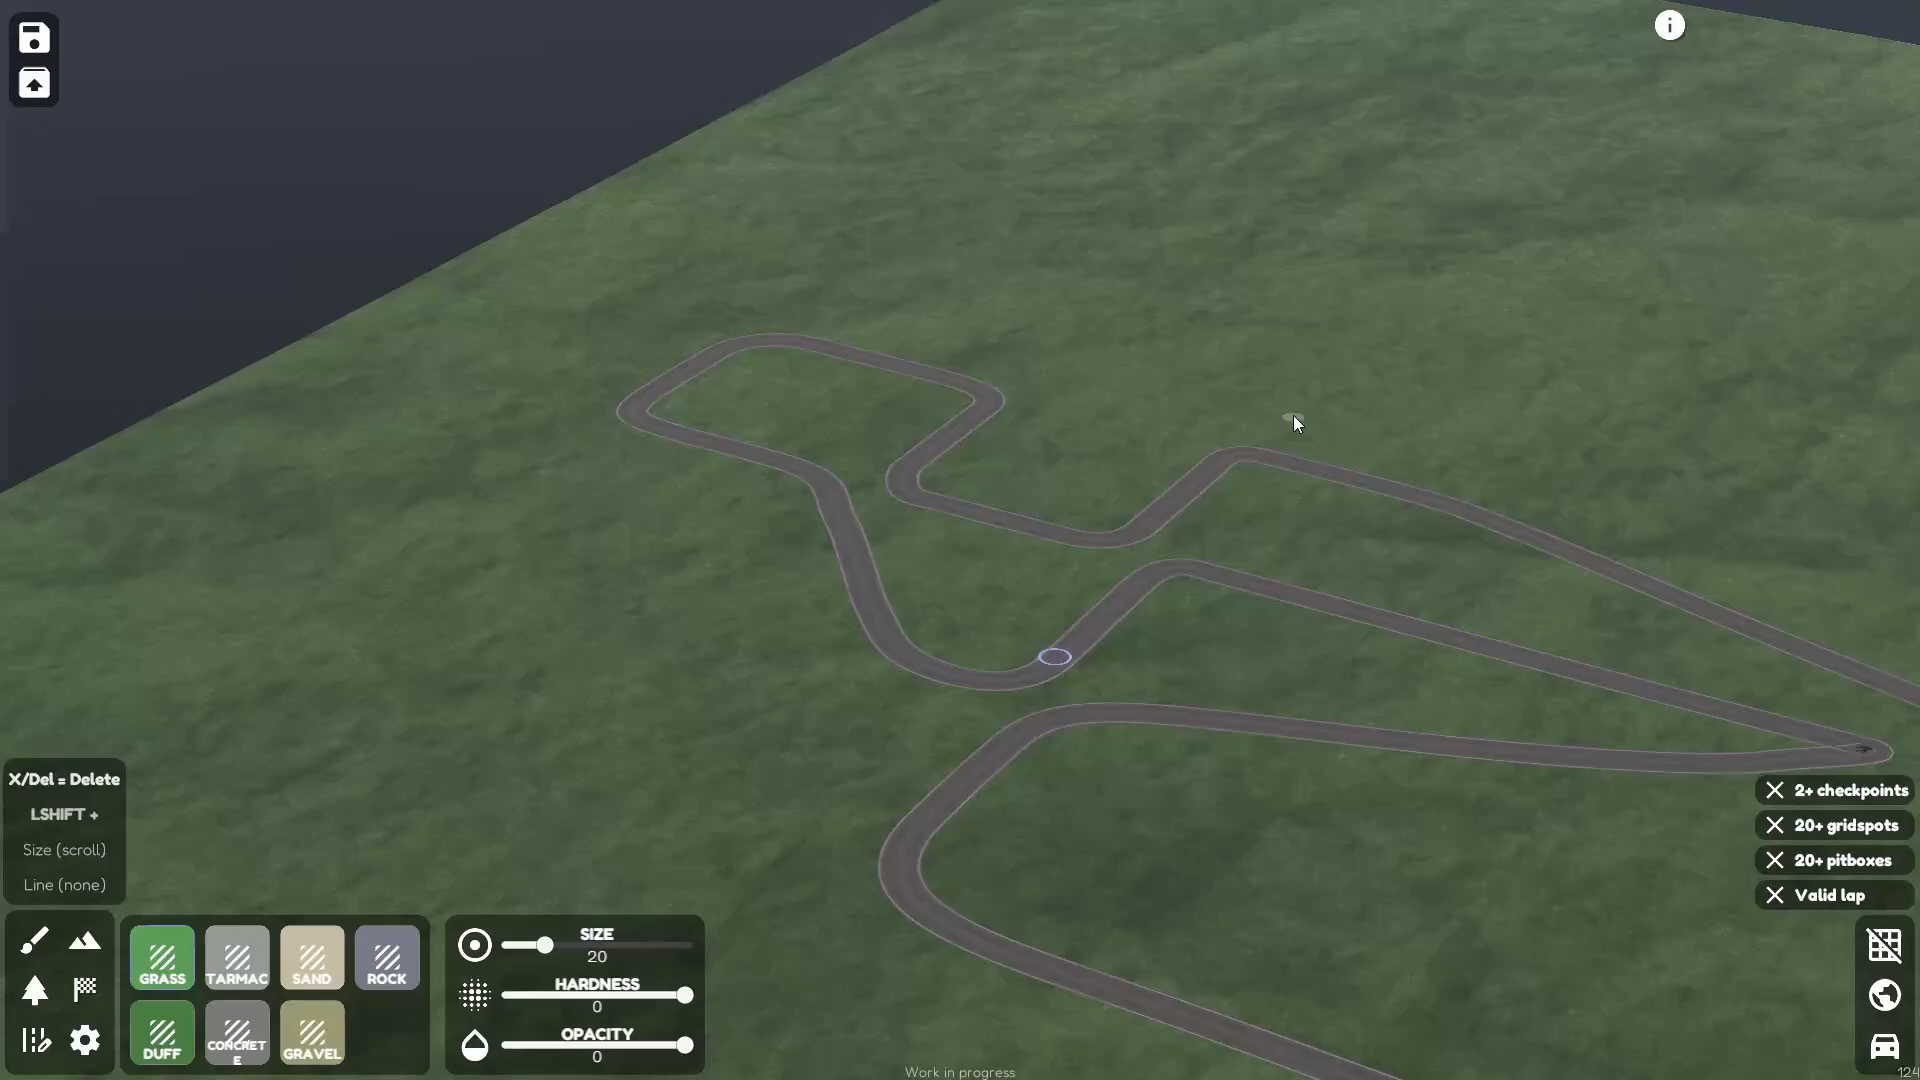 i
X/Del = Delete
LSHIFT +
Size (scroll)
Line (none)
2+ checkpoints
20+ gridspots
20+ pitboxes
Valid lap
GRASS
TARMAC
SAND
ROCK
DUFF
CONCRET
E
GRAVEL
SIZE
20
HARDNESS
0
OPACITY
0
Work in progress
124